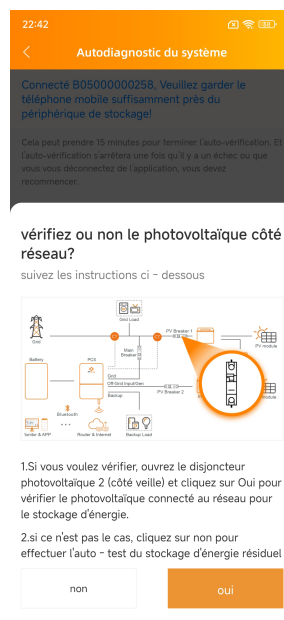 22:42
Autodiagnostic du système
Connecté B05000000258, Veuillez garder le
téléphone mobile suffisamment près du
périphérique de stockage!
Cela peut prendre 15 minutes pour terminer l'auto-vérification. Et
l'auto-vérification s'arrêtera une fois qu'il y a un échec ou que
vous vous déconnectez de l'application, vous devez
recommencer.
vérifiez ou non le photovoltaïque côté
réseau?
suivez les instructions ci - dessous
Grid Load
Grid
PV Breaker 1
PV module
Main
Breaker
Battery
PCS
Grid
Off-Grid Input/Gen
Backup
PV Breaker 2
module
Bluetooth
Vendor & APP
Router & Internet
Backup Load
1.Si vous voulez vérifier, ouvrez le disjoncteur
photovoltaïque 2 (côté veille) et cliquez sur Oui pour
vérifier le photovoltaïque connecté au réseau pour
le stockage d'énergie.
2.si ce n'est pas le cas, cliquez sur non pour
effectuer l'auto - test du stockage d'énergie résiduel
non
oui